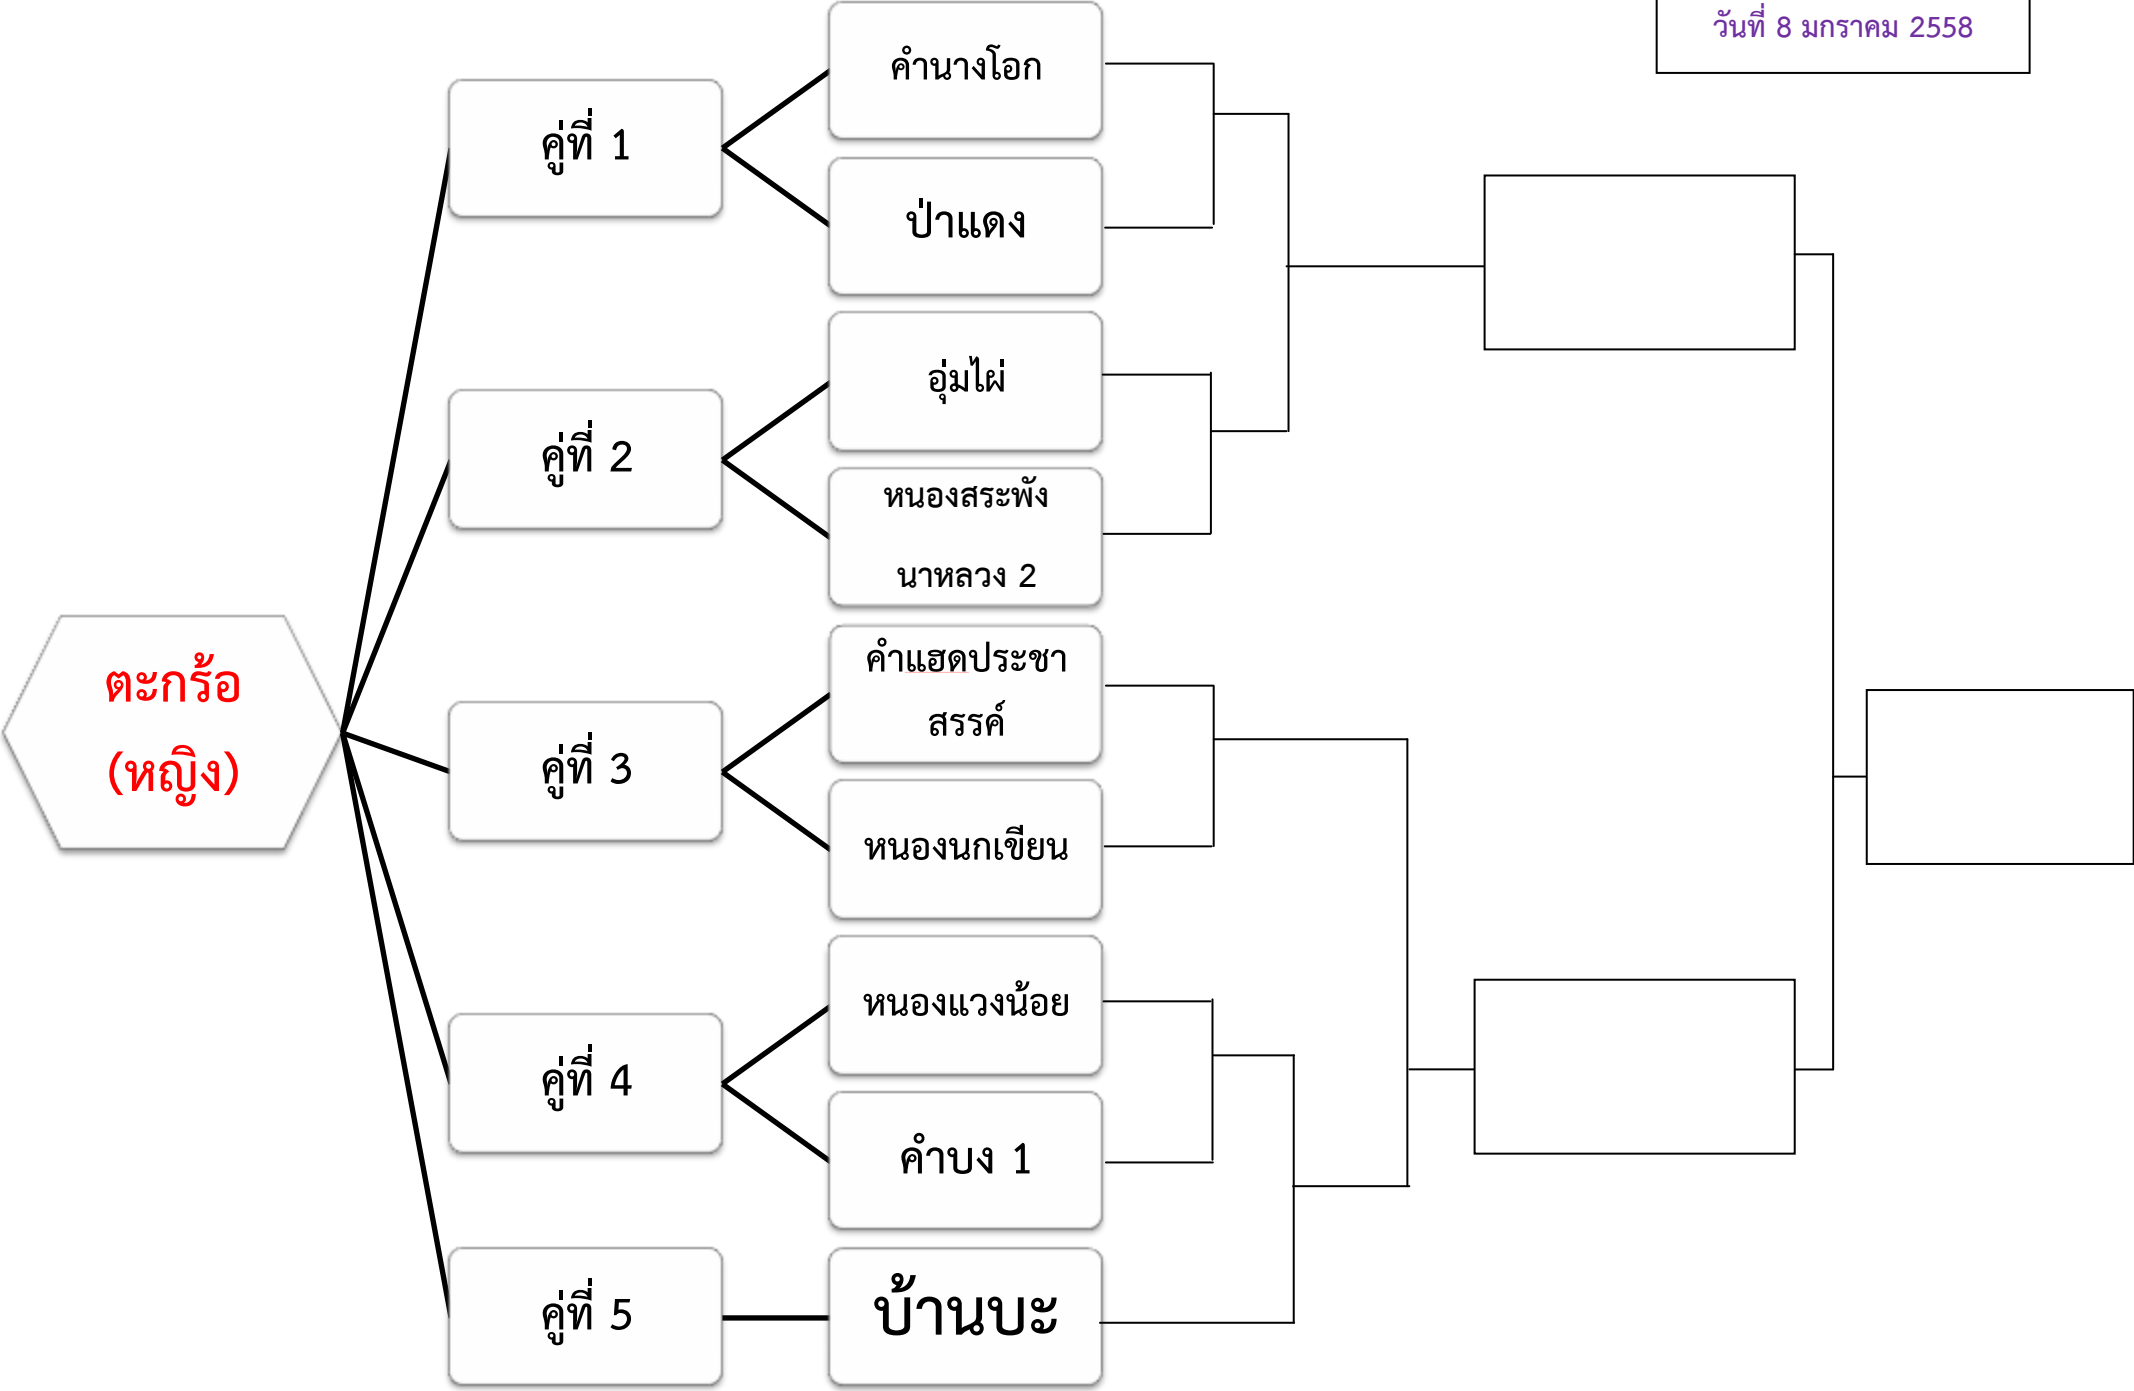 วันที่ 8 มกราคม 2558
คำนางโอก
คู่ที่ 1
ป่าแดง
อุ่มไผ่
คู่ที่ 2
หนองสระพัง
นาหลวง 2
ตะกร้อ
(หญิง)
คำแฮดประชา
สรรค์
คู่ที่ 3
หนองนกเขียน
หนองแวงน้อย
คู่ที่ 4
คำบง 1
คู่ที่ 5
บ้านบะ